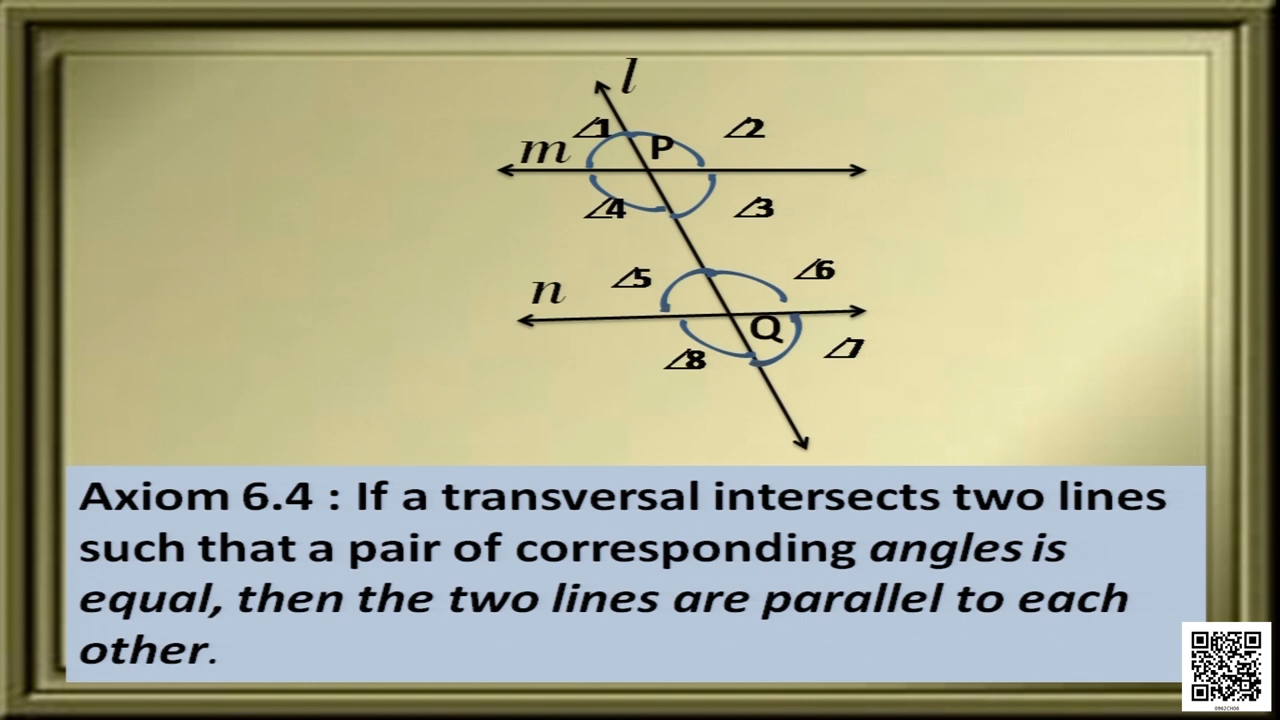 l
∠1 ∠2
m P
∠4 ∠3
∠5 ∠6
n
Q
∠8 ∠7
Axiom 6.4 : If a transversal intersects two lines
such that a pair of corresponding angles is
equal, then the two lines are parallel to each
other.
0962CH06